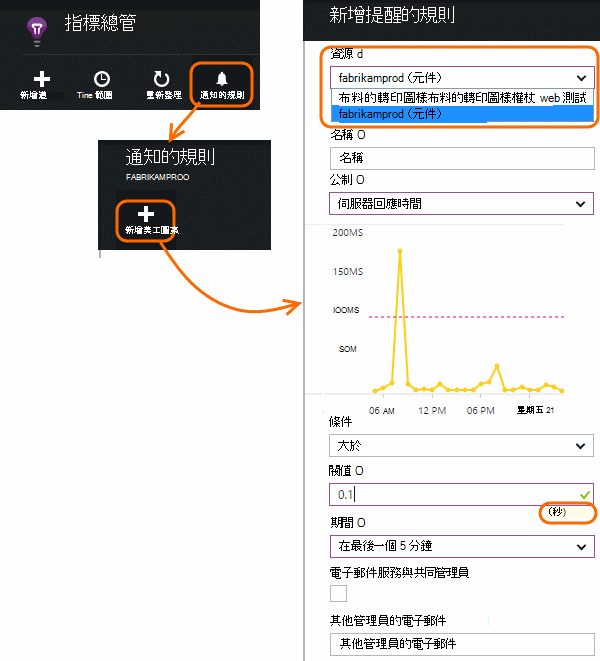 指標總管
新增進
Tine 範圍
重新整理
通知的規則
通知的規則
FABRIKAMPROO
新增美工圖案
新增提醒的規則
資源 d
fabrikamprod (元件)
布料的轉印圖樣布料的轉印圖樣權杖 web 測試
fabrikamprod (元件)
名稱 O
名稱
公制 O
伺服器回應時間
200MS
150MS
IOOMS
SOM
06 AM
12 PM
06 PM
星期五 21
條件
大於
閾值 O
0.1
(秒)
期間 O
在最後一個 5 分鐘
電子郵件服務與共同管理員
其他管理員的電子郵件
其他管理員的電子郵件